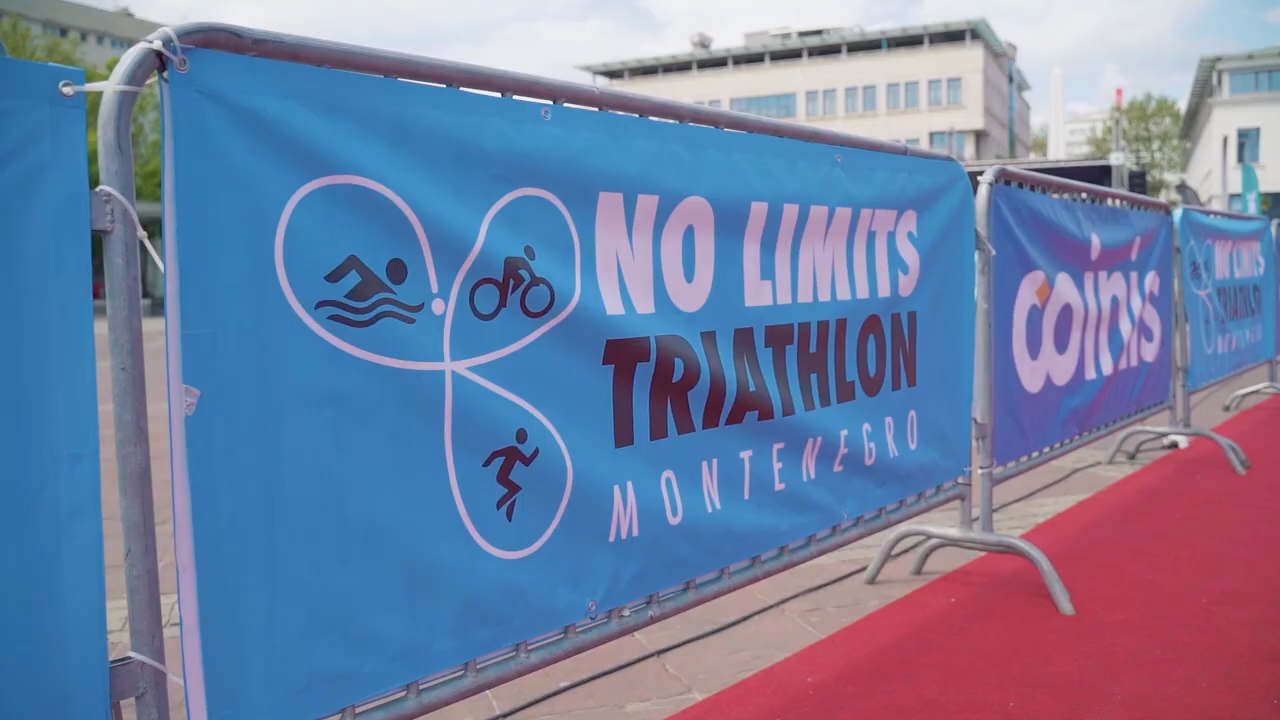 NO LIMITS
TRIATHLON
MONTENEGRO
coinis
NO LIMITS
TRIATHLON